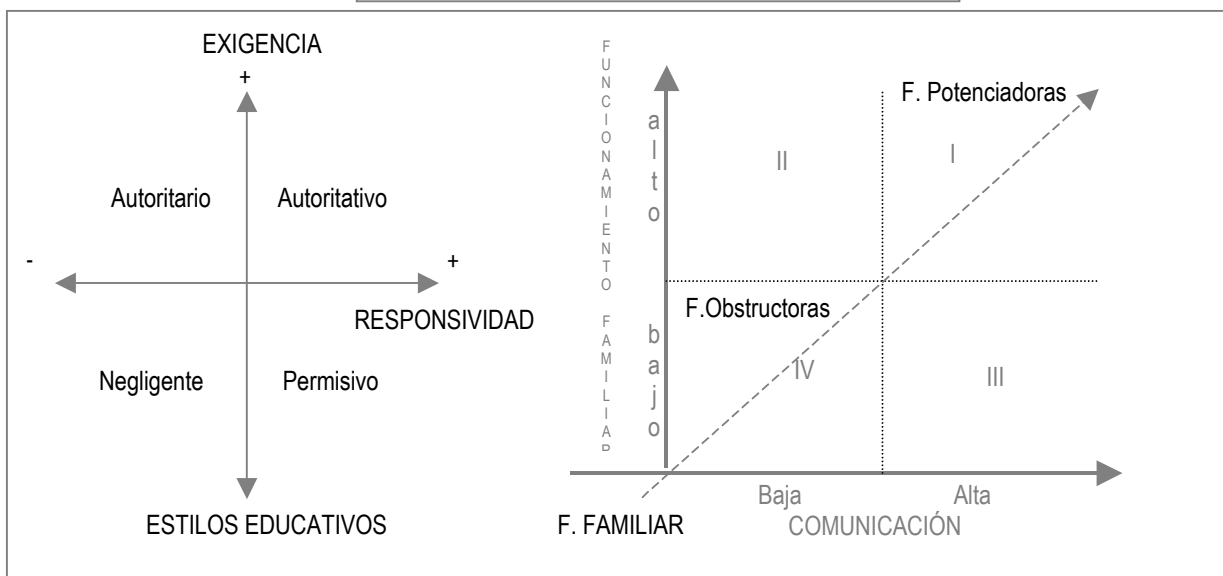 EXIGENCIA
+
Autoritario Autoritativo
- +
RESPONSIVIDAD
Negligente Permisivo
ESTILOS EDUCATIVOS
FUNCIONAMIENTO FAMILIAR
alto
bajo
F. Potenciadoras
II I
F.Obstructoras
IV III
Baja Alta
F. FAMILIAR COMUNICACIÓN